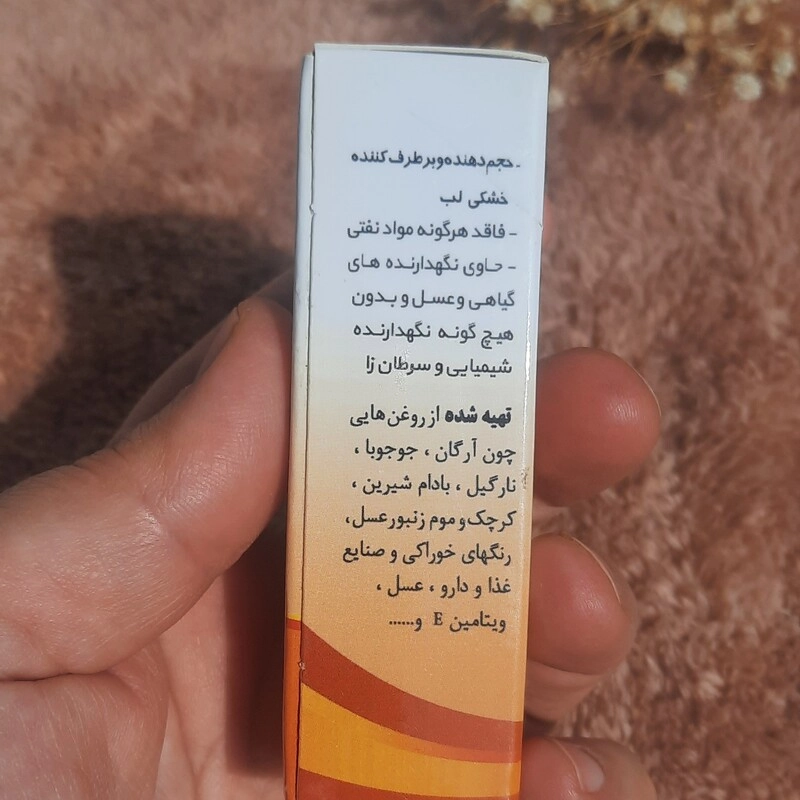 - حجم‌دهنده‌و برطرف‌کننده
خشکی لب
- فاقد هرگونه مواد نفتی
- حاوی نگهدارنده های
گیاهی و عسل و بدون
هیچ گونه نگهدارنده
شیمیایی و سرطان زا
تهیه شده از روغن‌هایی
چون آرگان ، جوجوبا ،
نارگیل ، بادام شیرین ،
کرچک و موم زنبور عسل،
رنگهای خوراکی و صنایع
غذا و دارو ، عسل ،
ویتامین E و......